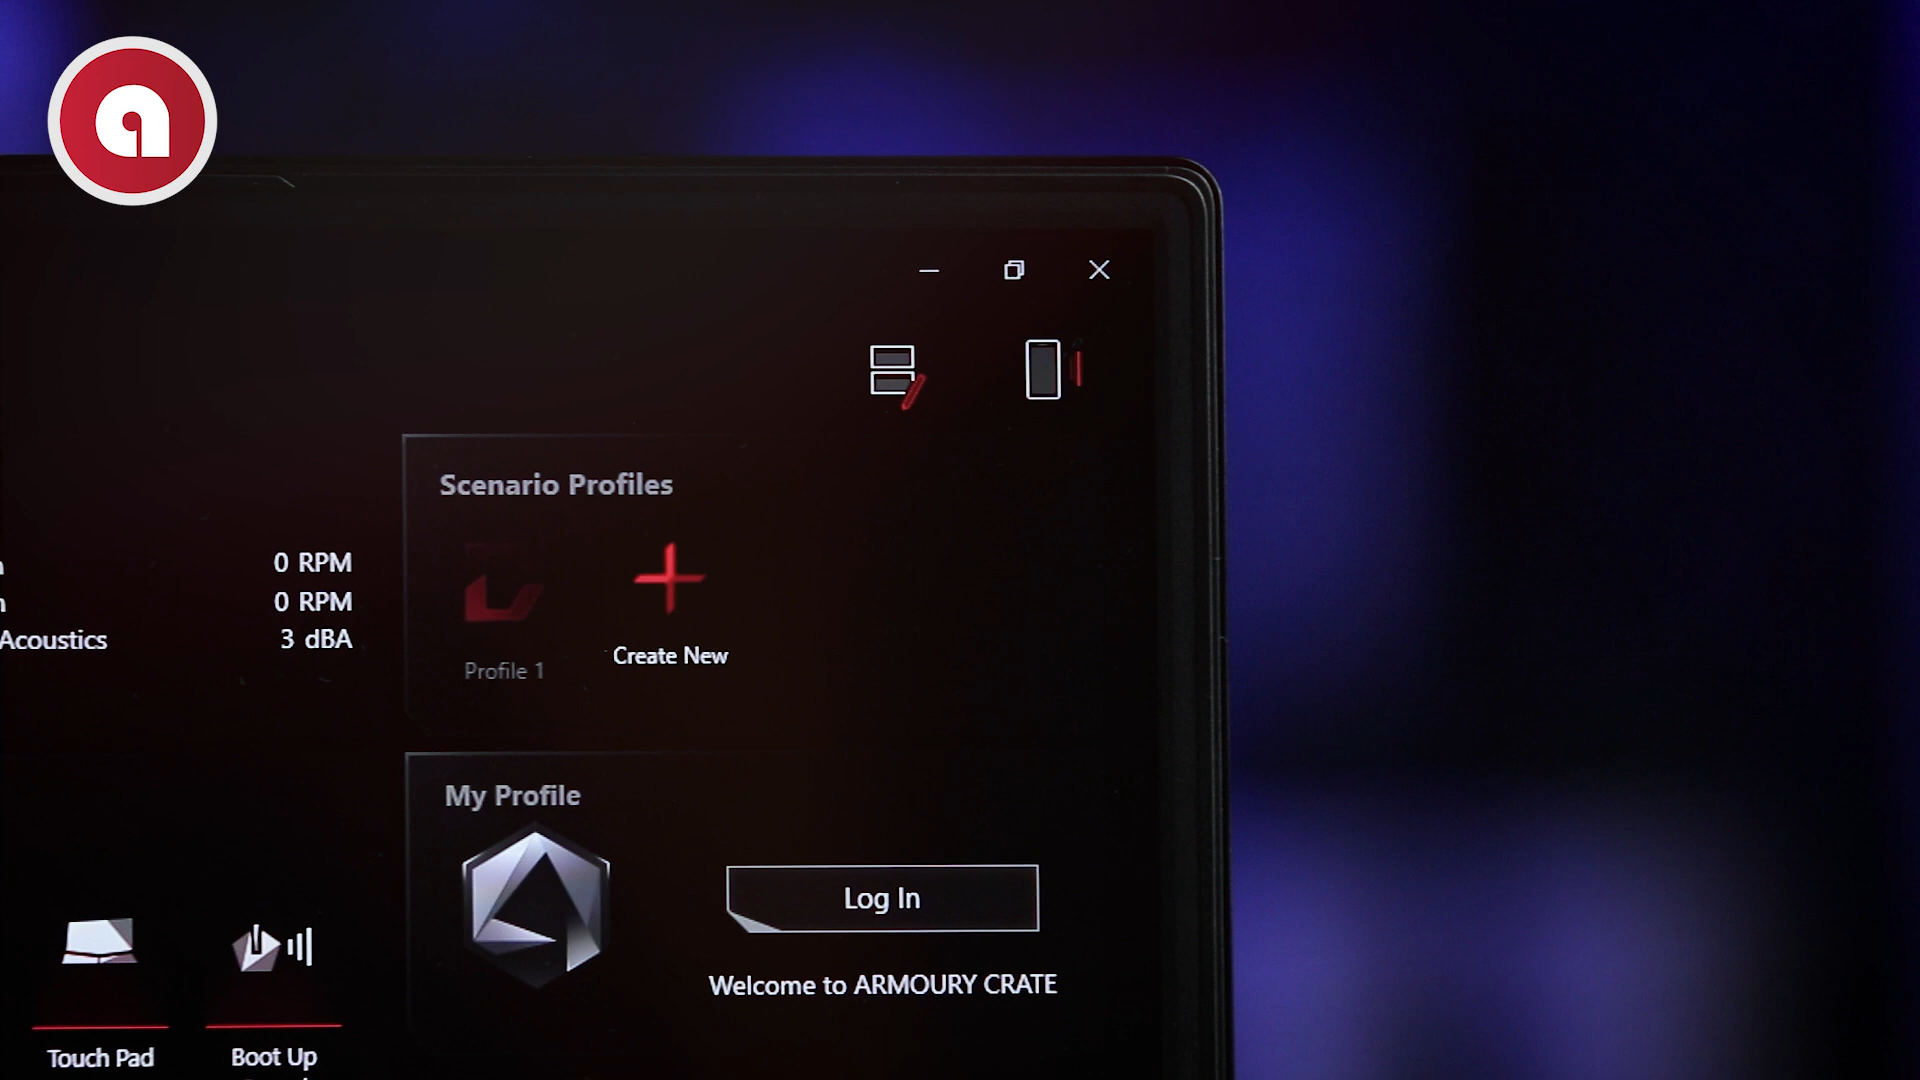 Scenario Profiles
0 RPM
0 RPM
Acoustics 3 dBA
Profile 1
Create New
My Profile
Log In
Welcome to ARMOURY CRATE
Touch Pad
Boot Up